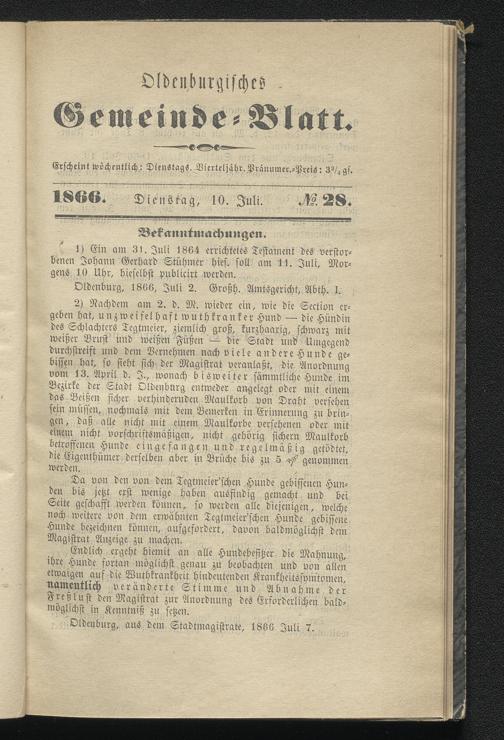 Oldenburgisches
Gemeinde-Blatt.
Erscheint wöchentlich: Dienstags. Vierteljähr. Pränumer.-Preis: 3¾ gf.
1866. Dienstag, 10. Juli. № 28.
Bekanntmachungen.
1) Ein am 31. Juli 1864 errichtetes Testament des verstor-
benen Johann Gerhard Stühmer hies. soll am 11. Juli, Mor-
gens 10 Uhr, hieselbst publicirt werden.
Oldenburg, 1866, Juli 2. Großh. Amtsgericht, Abth. I.
2) Nachdem am 2. d. M. wieder ein, wie die Section er-
geben hat, unzweifelhaft wuthkranker Hund — die Hündin
des Schlachters Tegtmeier, ziemlich groß, kurzhaarig, schwarz mit
weißer Brust und weißen Füßen — die Stadt und Umgegend
durchstreift und dem Vernehmen nach viele andere Hunde ge-
bissen hat, so sieht sich der Magistrat veranlaßt, die Anordnung
vom 13. April d. J., wonach bis weiter sämmtliche Hunde im
Bezirke der Stadt Oldenburg entweder angelegt oder mit einem
das Beißen sicher verhindernden Maulkorb von Draht versehen
sein müssen, nochmals mit dem Bemerken in Erinnerung zu brin-
gen, daß alle nicht mit einem Maulkorbe versehenen oder mit
einem nicht vorschriftsmäßigen, nicht gehörig sichern Maulkorb
betroffenen Hunde eingefangen und regelmäßig getödtet,
die Eigenthümer derselben aber in Brüche bis zu 5 genommen
werden.
Da von den von dem Tegtmeier'schen Hunde gebissenen Hun-
den bis jetzt erst wenige haben ausfindig gemacht und bei
Seite geschafft werden können, so werden alle diejenigen, welche
noch weitere von dem erwähnten Tegtmeier'schen Hunde gebissene
Hunde bezeichnen können, aufgefordert, davon baldmöglichst dem
Magistrat Anzeige zu machen.
Endlich ergeht hiemit an alle Hundebesitzer die Mahnung,
ihre Hunde fortan möglichst genau zu beobachten und von allen
etwaigen auf die Wuthkrankheit hindeutenden Krankheitssymtomen,
namentlich veränderte Stimme und Abnahme der
Freßlust den Magistrat zur Anordnung des Erforderlichen bald-
möglichst in Kenntniß zu setzen.
Oldenburg, aus dem Stadtmagistrate, 1866 Juli 7.